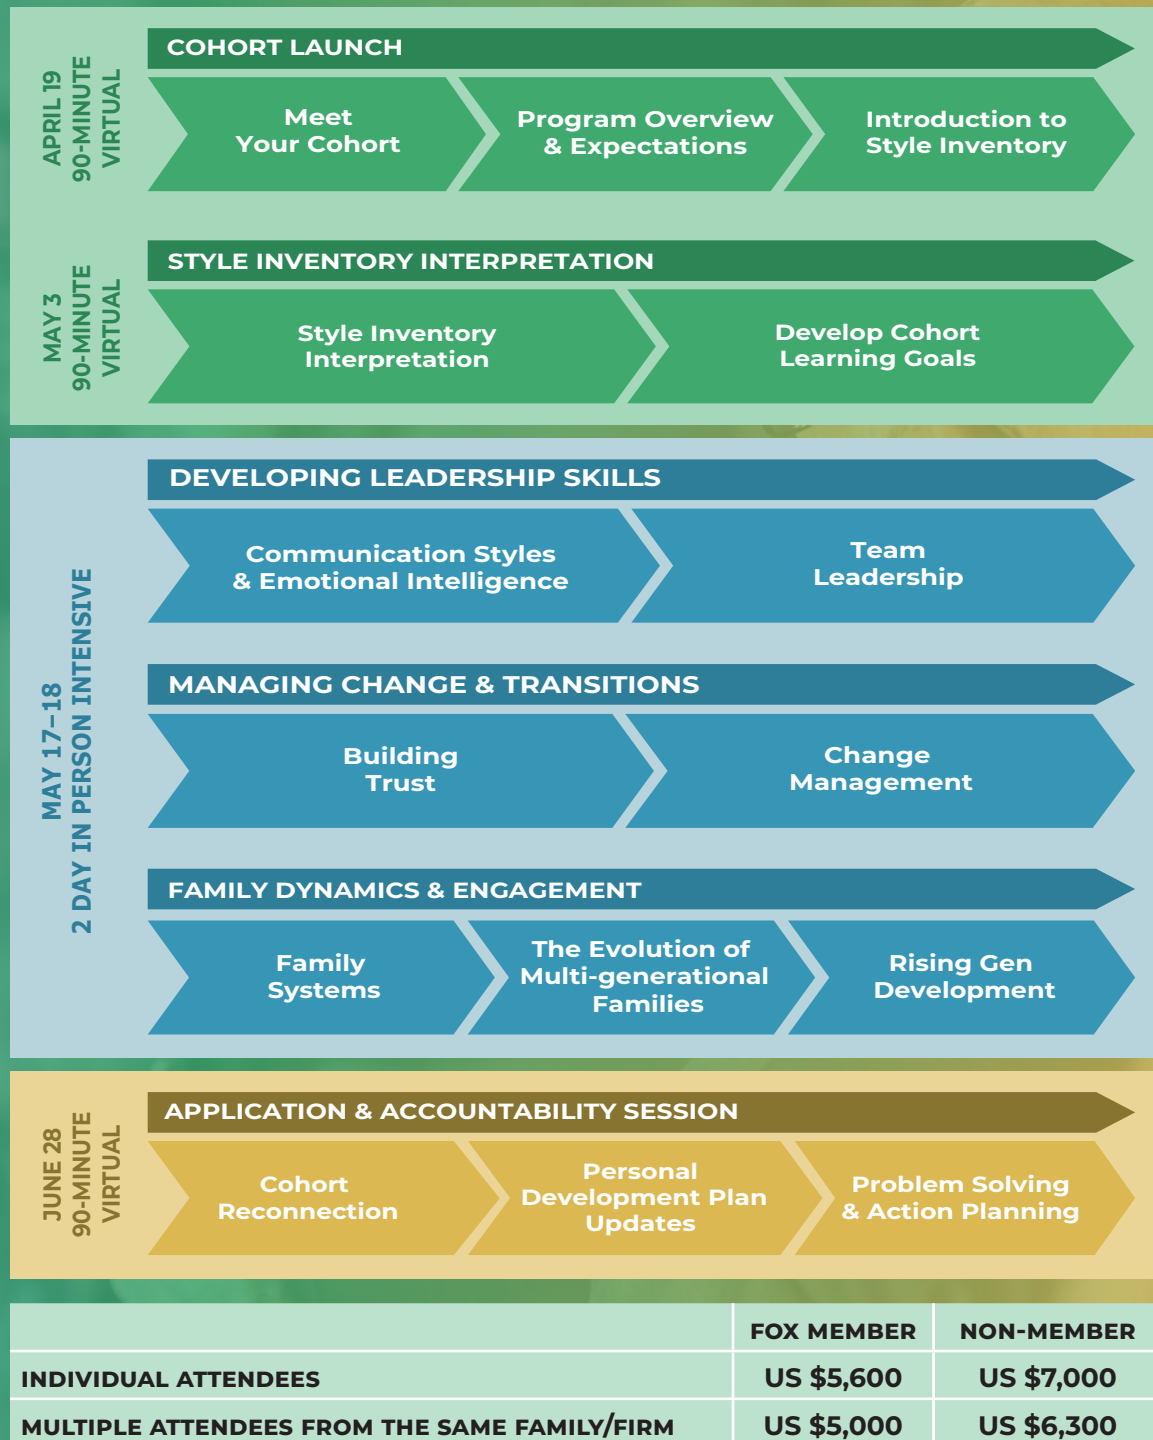 APRIL 19
90-MINUTE
VIRTUAL
COHORT LAUNCH
Meet
Your Cohort
Program Overview
& Expectations
Introduction to
Style Inventory
MAY 3
90-MINUTE
VIRTUAL
STYLE INVENTORY INTERPRETATION
Style Inventory
Interpretation
Develop Cohort
Learning Goals
MAY 17–18
2 DAY IN PERSON INTENSIVE
DEVELOPING LEADERSHIP SKILLS
Communication Styles
& Emotional Intelligence
Team
Leadership
MANAGING CHANGE & TRANSITIONS
Building
Trust
Change
Management
FAMILY DYNAMICS & ENGAGEMENT
Family
Systems
The Evolution of
Multi-generational
Families
Rising Gen
Development
JUNE 28
90-MINUTE
VIRTUAL
APPLICATION & ACCOUNTABILITY SESSION
Cohort
Reconnection
Personal
Development Plan
Updates
Problem Solving
& Action Planning
FOX MEMBER NON-MEMBER
INDIVIDUAL ATTENDEES US $5,600 US $7,000
MULTIPLE ATTENDEES FROM THE SAME FAMILY/FIRM US $5,000 US $6,300